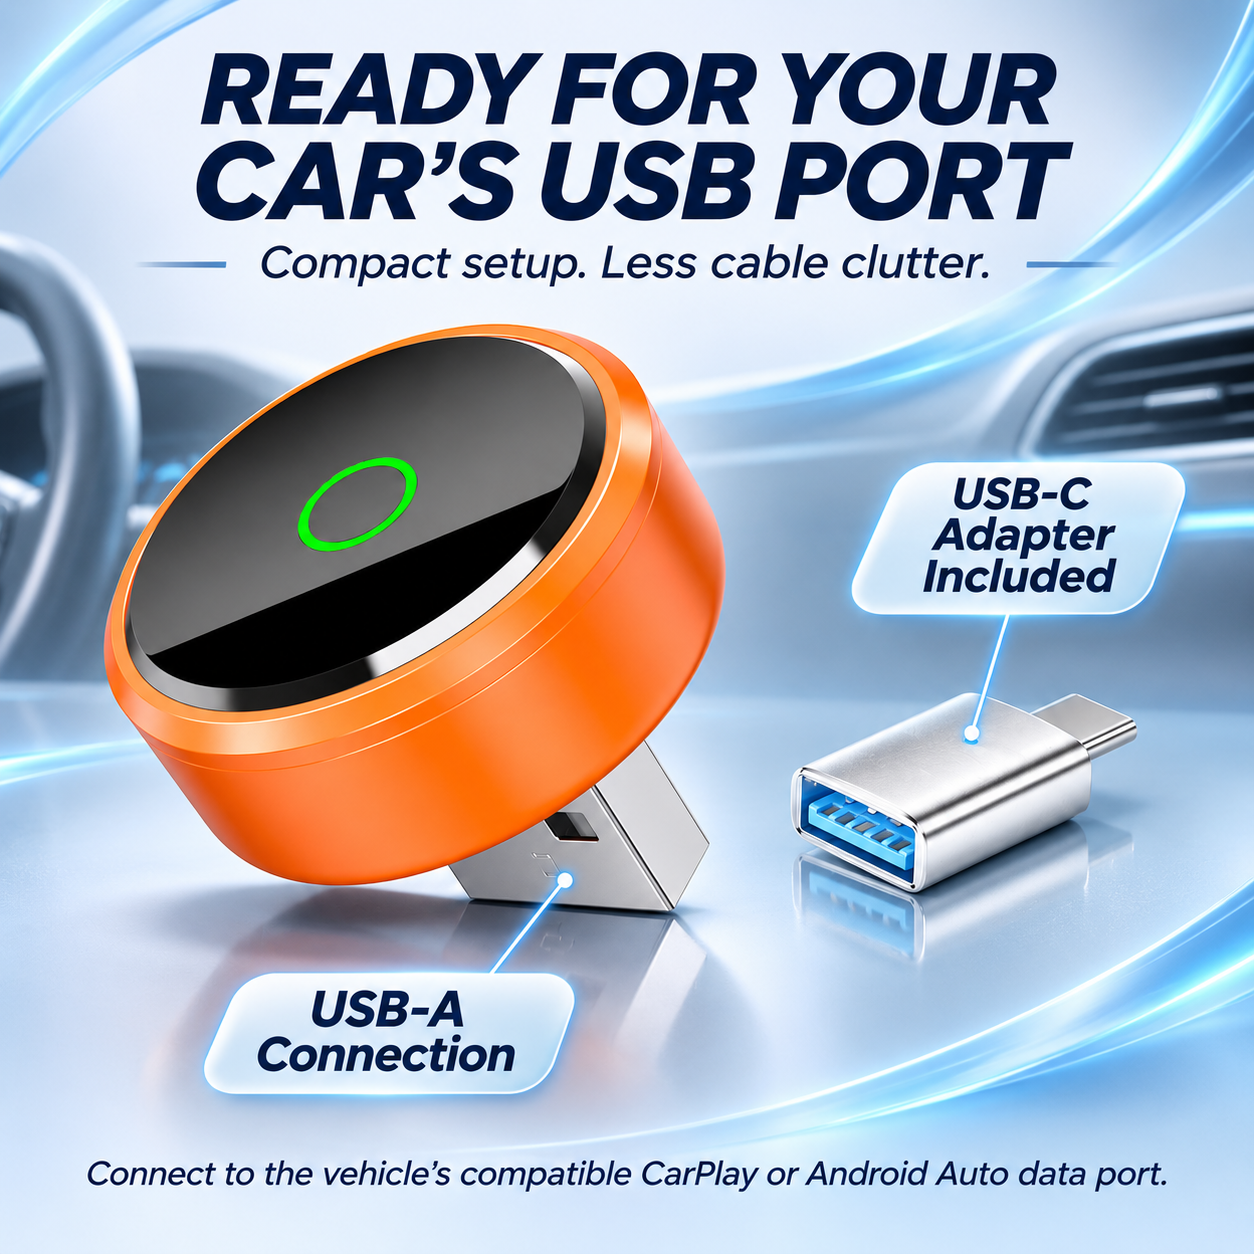 READY FOR YOUR
CAR'S USB PORT
Compact setup. Less cable clutter.
USB-C
Adapter
Included
USB-A
Connection
Connect to the vehicle's compatible CarPlay or Android Auto data port.